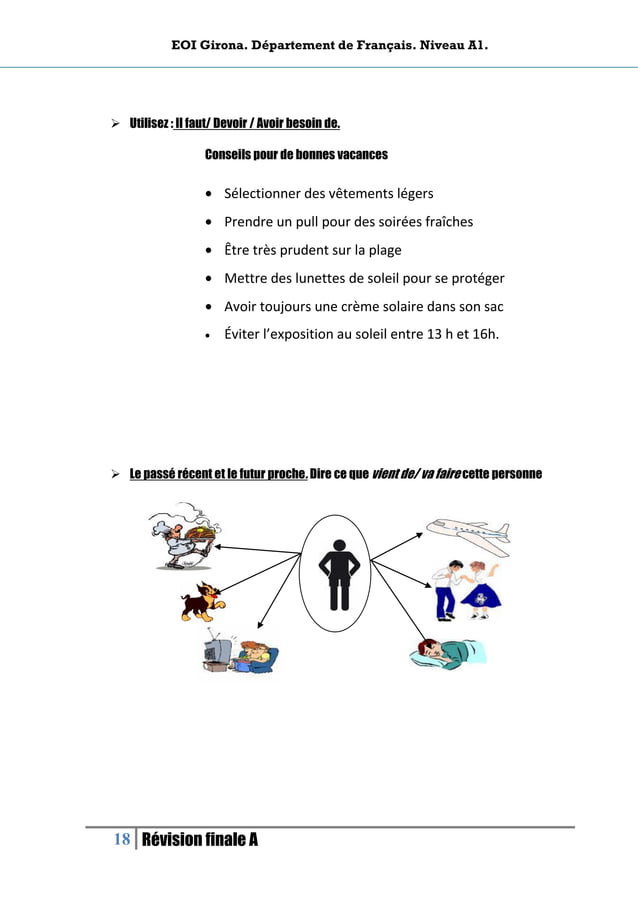 EOI Girona. Département de Français. Niveau A1.
➢ Utilisez : Il faut/ Devoir / Avoir besoin de.
Conseils pour de bonnes vacances
• Sélectionner des vêtements légers
• Prendre un pull pour des soirées fraîches
• Être très prudent sur la plage
• Mettre des lunettes de soleil pour se protéger
• Avoir toujours une crème solaire dans son sac
• Éviter l’exposition au soleil entre 13 h et 16h.
➢ Le passé récent et le futur proche. Dire ce que vient de/ va faire cette personne
18 Révision finale A